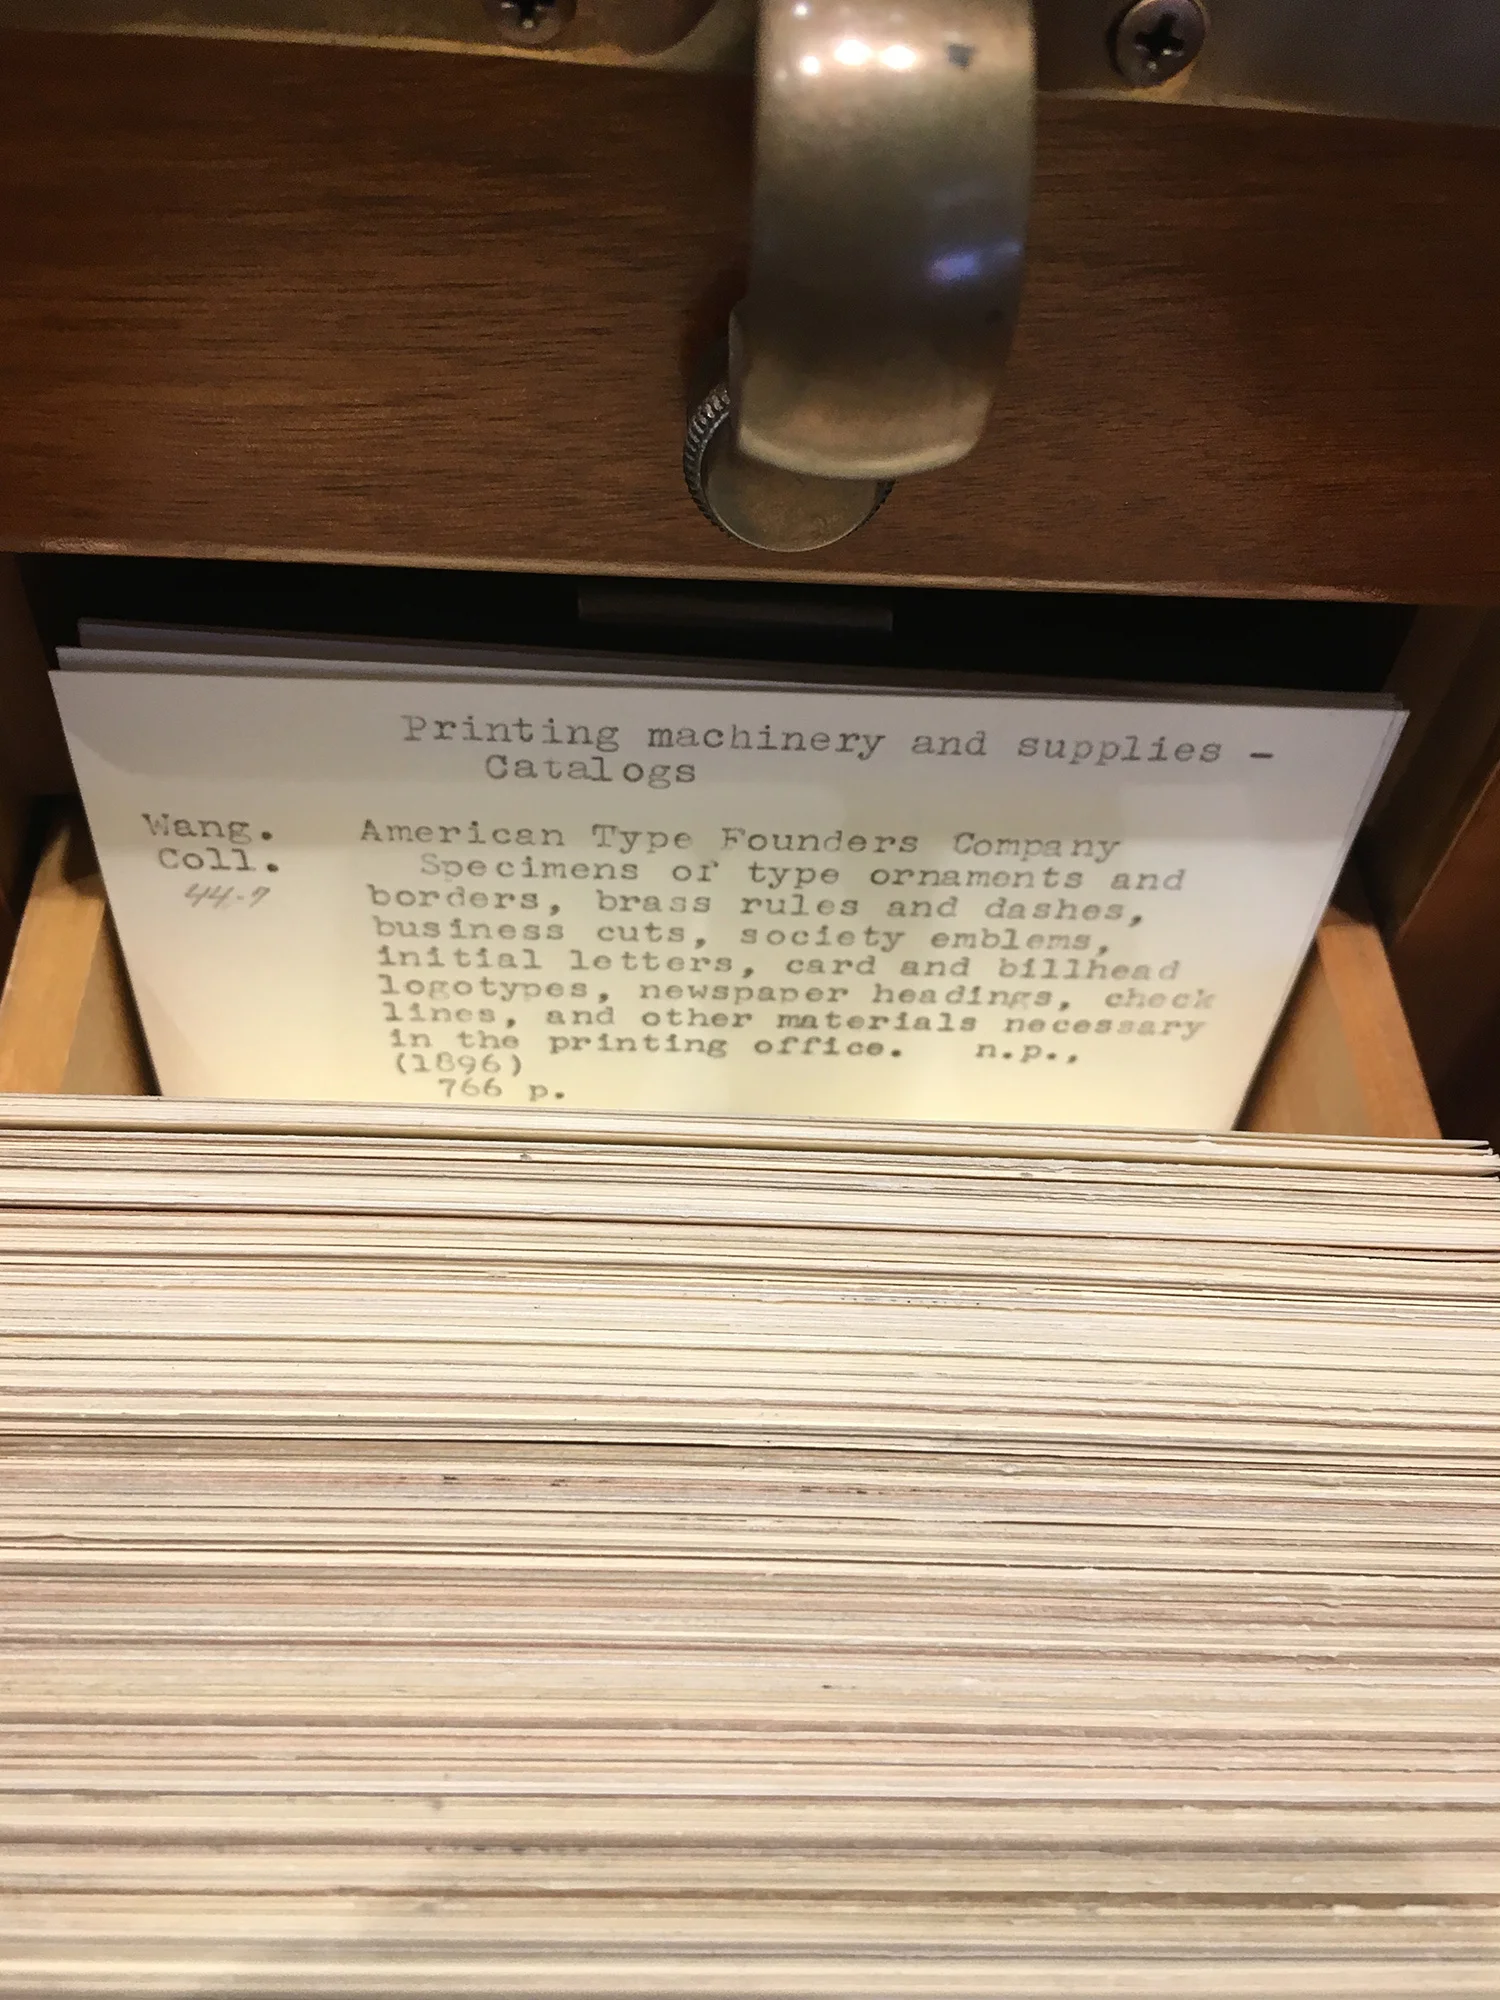 Printing machinery and supplies -
Catalogs
Wang. American Type Founders Company
Coll. Specimens of type ornaments and
44-7 borders, brass rules and dashes,
business cuts, society emblems,
initial letters, card and billhead
logotypes, newspaper headings, check
lines, and other materials necessary
in the printing office. n.p.,
(1896)
766 p.